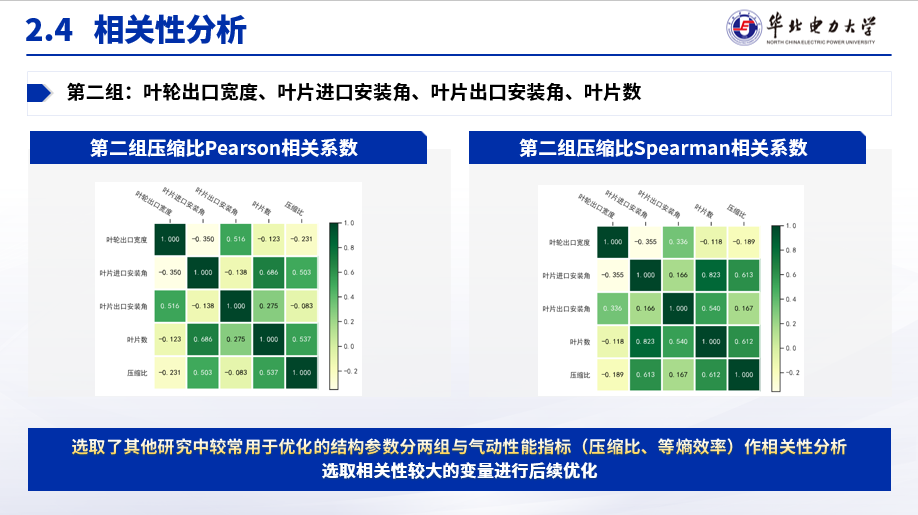 2.4 相关性分析
华北电力大学
NORTH CHINA ELECTRIC POWER UNIVERSITY
第二组：叶轮出口宽度、叶片进口安装角、叶片出口安装角、叶片数
第二组压缩比Pearson相关系数
叶轮出口宽度 叶片进口安装角 叶片出口安装角 叶片数 压缩比
叶轮出口宽度 1.000 -0.350 0.516 -0.123 -0.231
叶片进口安装角 -0.350 1.000 -0.138 0.686 0.503
叶片出口安装角 0.516 -0.138 1.000 0.275 -0.083
叶片数 -0.123 0.686 0.275 1.000 0.537
压缩比 -0.231 0.503 -0.083 0.537 1.000
1.0
0.8
0.6
0.4
0.2
0.0
-0.2
第二组压缩比Spearman相关系数
叶轮出口宽度 叶片进口安装角 叶片出口安装角 叶片数 压缩比
叶轮出口宽度 1.000 -0.355 0.336 -0.118 -0.189
叶片进口安装角 -0.355 1.000 0.166 0.823 0.613
叶片出口安装角 0.336 0.166 1.000 0.540 0.167
叶片数 -0.118 0.823 0.540 1.000 0.612
压缩比 -0.189 0.613 0.167 0.612 1.000
1.0
0.8
0.6
0.4
0.2
0.0
-0.2
选取了其他研究中较常用于优化的结构参数分两组与气动性能指标（压缩比、等熵效率）作相关性分析
选取相关性较大的变量进行后续优化